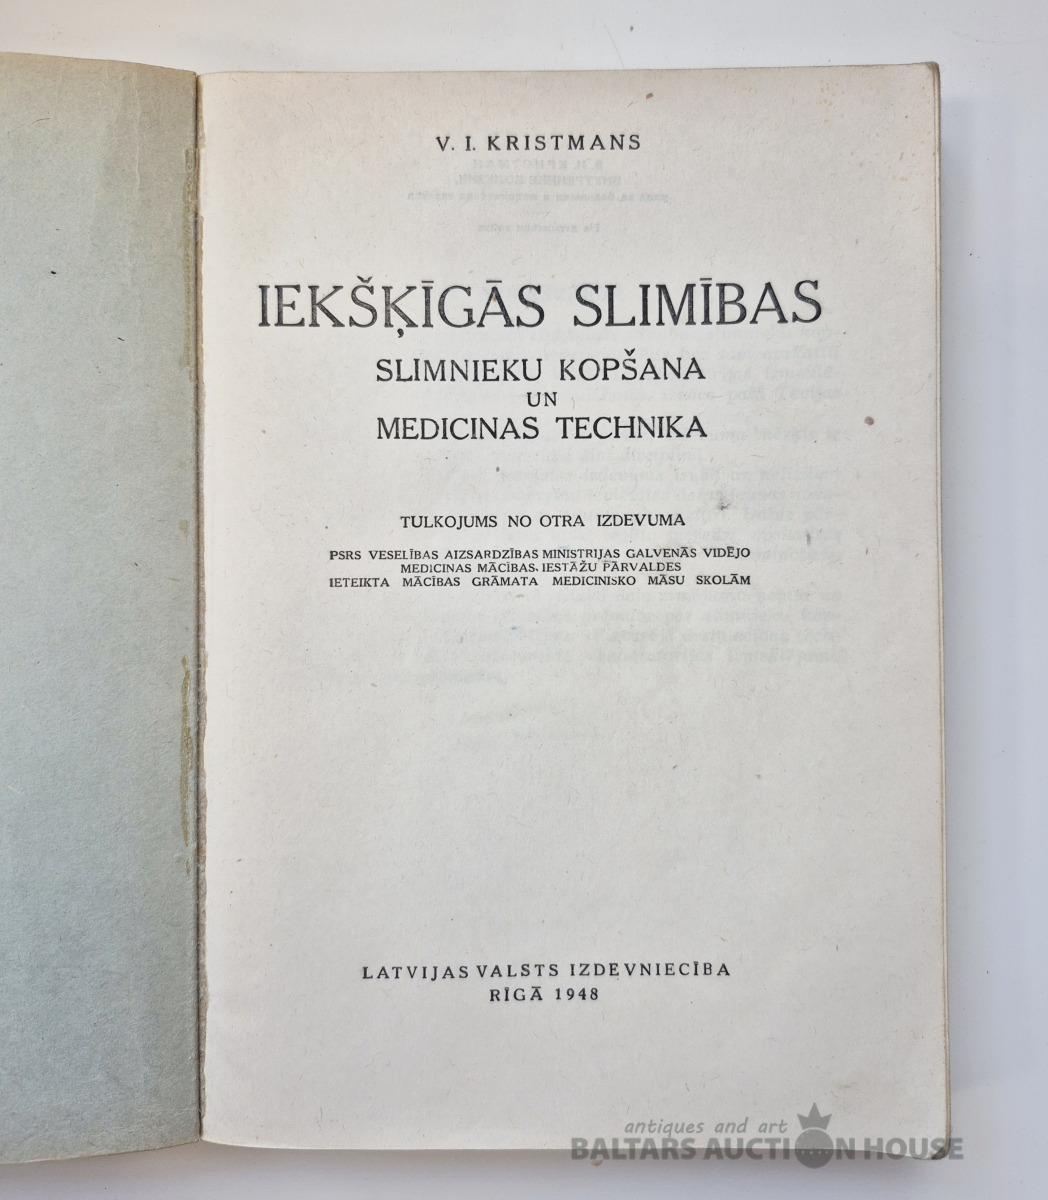 V. I. KRISTMANS
IEKŠĶĪGĀS SLIMĪBAS
SLIMNIEKU KOPŠANA
UN
MEDICINAS TECHNIKA
TULKOJUMS NO OTRA IZDEVUMA
PSRS VESELĪBAS AIZSARDZĪBAS MINISTRIJAS GALVENĀS VIDĒJO
MEDICINAS MĀCĪBAS IESTĀŽU PĀRVALDES
IETEIKTA MĀCĪBAS GRĀMATA MEDICINISKO MĀSU SKOLĀM
LATVIJAS VALSTS IZDEVNIECĪBA
RĪGĀ 1948
antiques and art
BALTARS AUCTION HOUSE